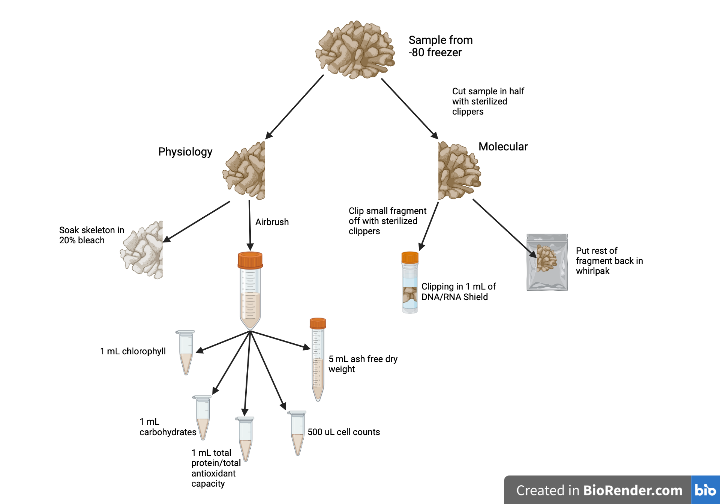 Sample from
-80 freezer
Cut sample in half
with sterilized
clippers
Physiology
Molecular
Soak skeleton in
20% bleach
Airbrush
Clip small fragment
off with sterilized
clippers
Put rest of
fragment back in
whirlpak
Clipping in 1 mL of
DNA/RNA Shield
1 mL chlorophyll
5 mL ash free dry
weight
1 mL
carbohydrates
1 mL total
protein/total
antioxidant
capacity
500 uL cell counts
Created in BioRender.com bio